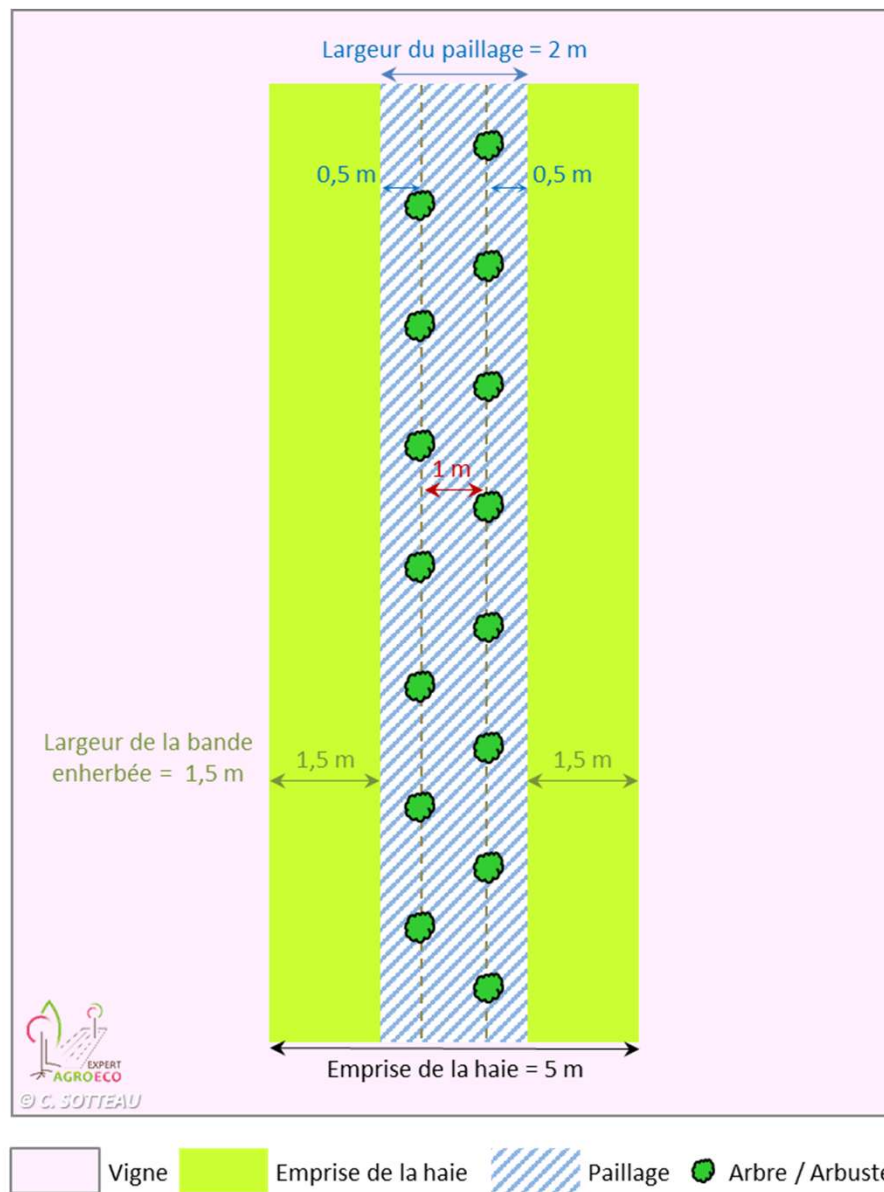 Largeur du paillage = 2 m
0,5 m
0,5 m
1 m
Largeur de la bande
enherbée = 1,5 m
1,5 m
1,5 m
EXPERT
AGROECO
© C. SOTTEAU
Emprise de la haie = 5 m
Vigne
Emprise de la haie
Paillage
Arbre / Arbuste